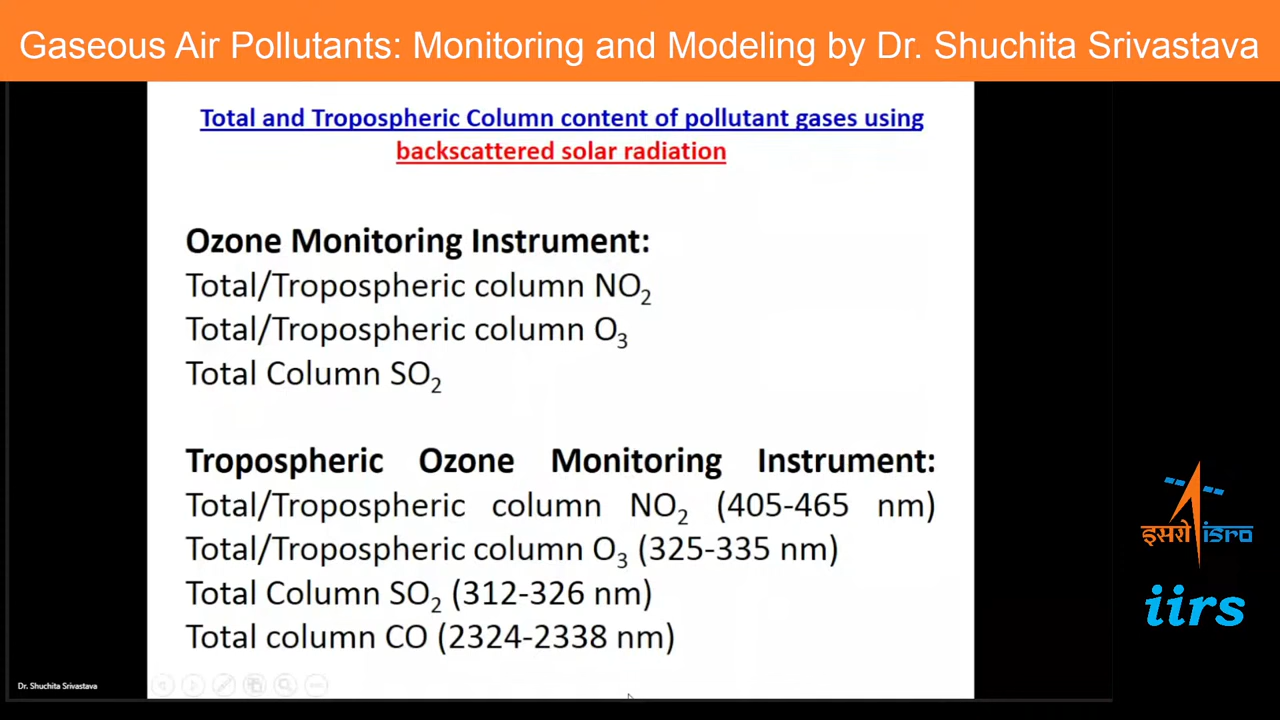 Gaseous Air Pollutants: Monitoring and Modeling by Dr. Shuchita Srivastava
Total and Tropospheric Column content of pollutant gases using
backscattered solar radiation
Ozone Monitoring Instrument:
Total/Tropospheric column NO₂
Total/Tropospheric column O₃
Total Column SO₂
Tropospheric Ozone Monitoring Instrument:
Total/Tropospheric column NO₂ (405-465 nm)
Total/Tropospheric column O₃ (325-335 nm)
Total Column SO₂ (312-326 nm)
Total column CO (2324-2338 nm)
इसरो isro
iirs
Dr. Shuchita Srivastava